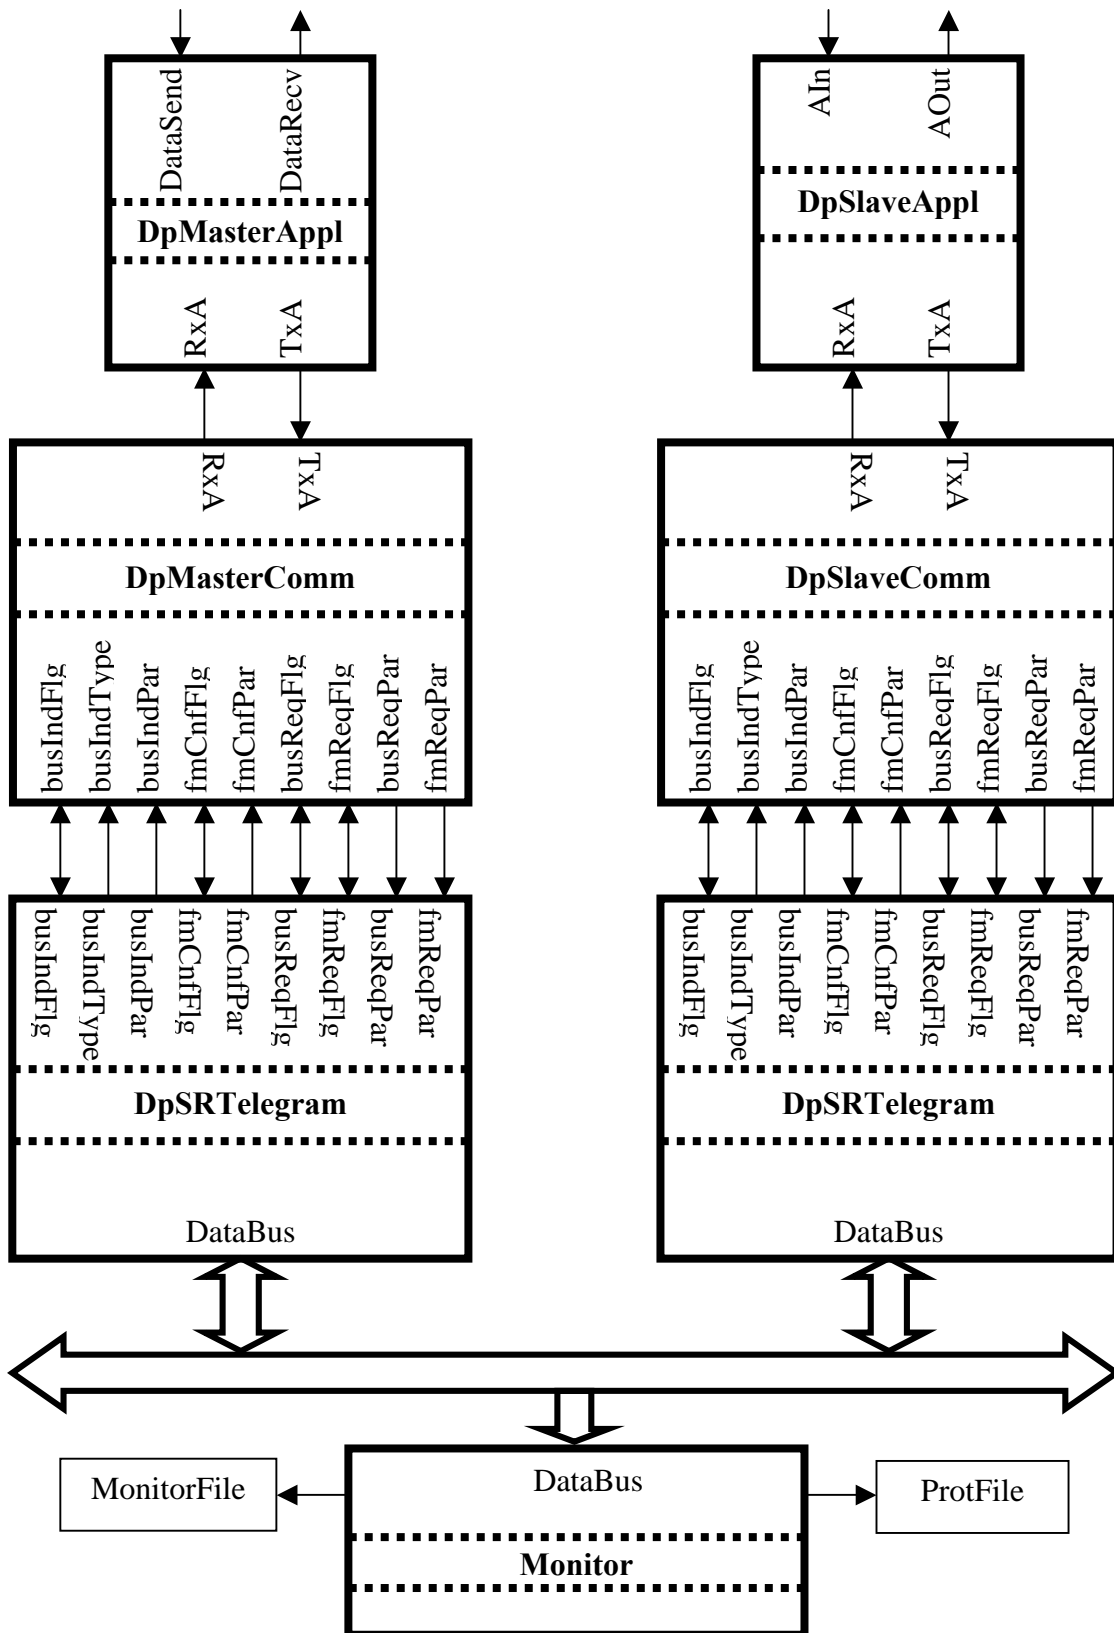 DataSend
DataRecv
DpMasterAppl
RxA
TxA
AIn
AOut
DpSlaveAppl
RxA
TxA
RxA
TxA
DpMasterComm
busIndFlg
busIndType
busIndPar
fmCnfFlg
fmCnfPar
busReqFlg
fmReqFlg
busReqPar
fmReqPar
RxA
TxA
DpSlaveComm
busIndFlg
busIndType
busIndPar
fmCnfFlg
fmCnfPar
busReqFlg
fmReqFlg
busReqPar
fmReqPar
busIndFlg
busIndType
busIndPar
fmCnfFlg
fmCnfPar
busReqFlg
fmReqFlg
busReqPar
fmReqPar
DpSRTelegram
DataBus
busIndFlg
busIndType
busIndPar
fmCnfFlg
fmCnfPar
busReqFlg
fmReqFlg
busReqPar
fmReqPar
DpSRTelegram
DataBus
MonitorFile
DataBus
Monitor
ProtFile